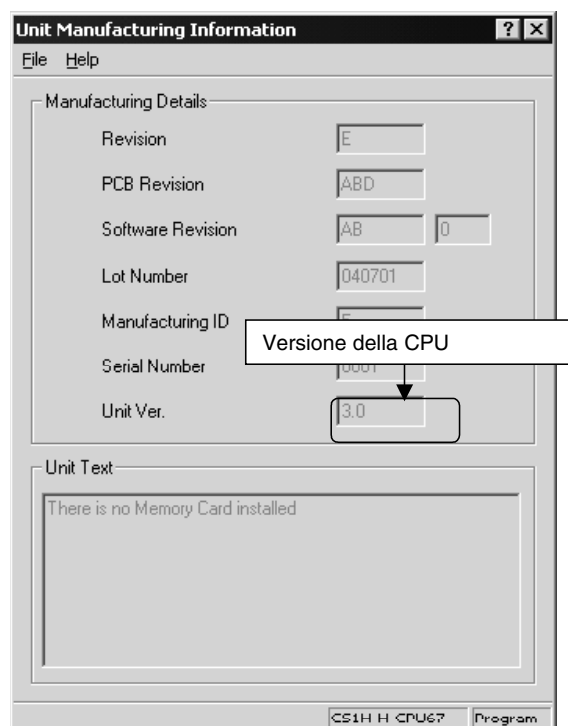 Unit Manufacturing Information
File Help
Manufacturing Details
Revision E
PCB Revision ABD
Software Revision AB 0
Lot Number 040701
Manufacturing ID
Versione della CPU
Serial Number
Unit Ver. 3.0
Unit Text
There is no Memory Card installed
CS1H-H CPU67 Program